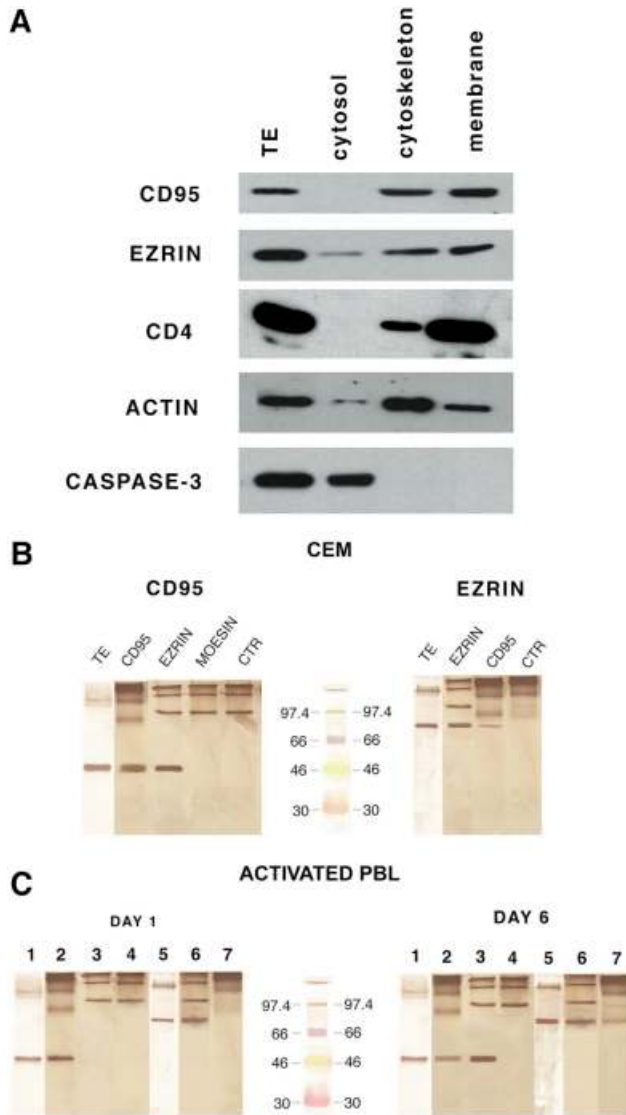 A
TE cytosol cytoskeleton membrane
CD95
EZRIN
CD4
ACTIN
CASPASE-3
B CEM
CD95 EZRIN
TE CD95 EZRIN MOESIN CTR TE EZRIN CD95 CTR
97.4 97.4
66 66
46 46
30 30
C ACTIVATED PBL
DAY 1 DAY 6
1 2 3 4 5 6 7 1 2 3 4 5 6 7
97.4 97.4
66 66
46 46
30 30